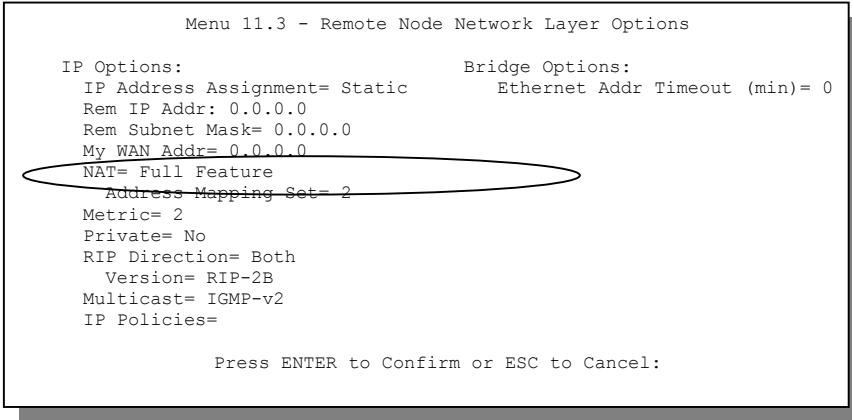 Menu 11.3 - Remote Node Network Layer Options
IP Options: Bridge Options:
IP Address Assignment= Static Ethernet Addr Timeout (min)= 0
Rem IP Addr: 0.0.0.0
Rem Subnet Mask= 0.0.0.0
My WAN Addr= 0.0.0.0
NAT= Full Feature
Address Mapping Set= 2
Metric= 2
Private= No
RIP Direction= Both
Version= RIP-2B
Multicast= IGMP-v2
IP Policies=
Press ENTER to Confirm or ESC to Cancel: